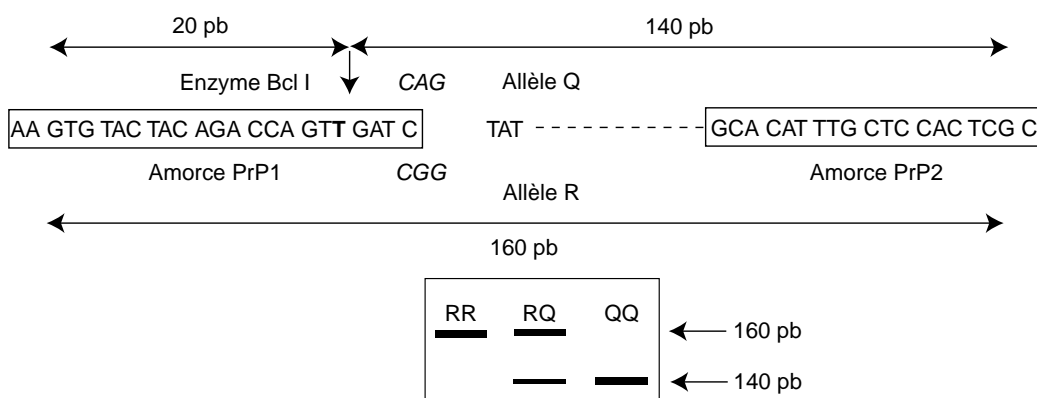 20 pb 140 pb
Enzyme Bcl I CAG Allèle Q
AA GTG TAC TAC AGA CCA GTT GATC C TAT GCA CAT TTG CTC CAC TCG C
Amorce PrP1 CGG Amorce PrP2
Allèle R
160 pb
RR RQ QQ
160 pb
140 pb